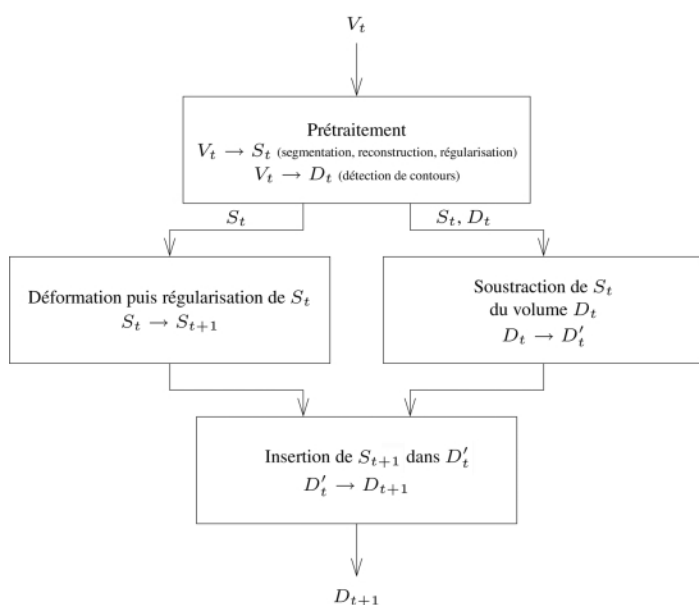 V_t
Prétraitement
V_t → S_t (segmentation, reconstruction, régularisation)
V_t → D_t (détection de contours)
S_t
S_t, D_t
Déformation puis régularisation de S_t
S_t → S_{t+1}
Soustraction de S_t
du volume D_t
D_t → D'_t
Insertion de S_{t+1} dans D'_t
D'_t → D_{t+1}
D_{t+1}